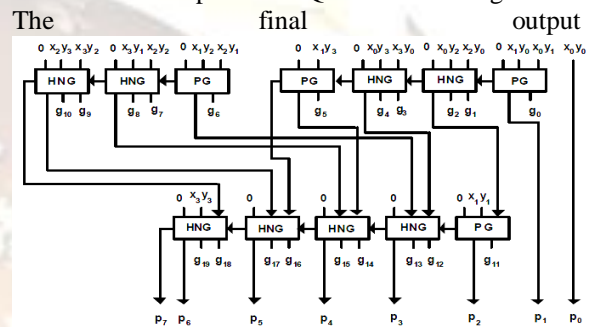 The final output
0 x2y3 x3y2 0 x3y1 x2y2 0 x1y2 x2y1 0 x1y3 0 x0y3 x3y0 0 x0y2 x2y0 0 x1y0 x0y1 x0y0
HNG HNG PG PG HNG HNG PG
g10 g9 g8 g7 g6 g5 g4 g3 g2 g1 g0
0 x3y3 0 0 0 0 x1y1
HNG HNG HNG HNG PG
g19 g18 g17 g16 g15 g14 g13 g12 g11
p7 p6 p5 p4 p3 p2 p1 p0